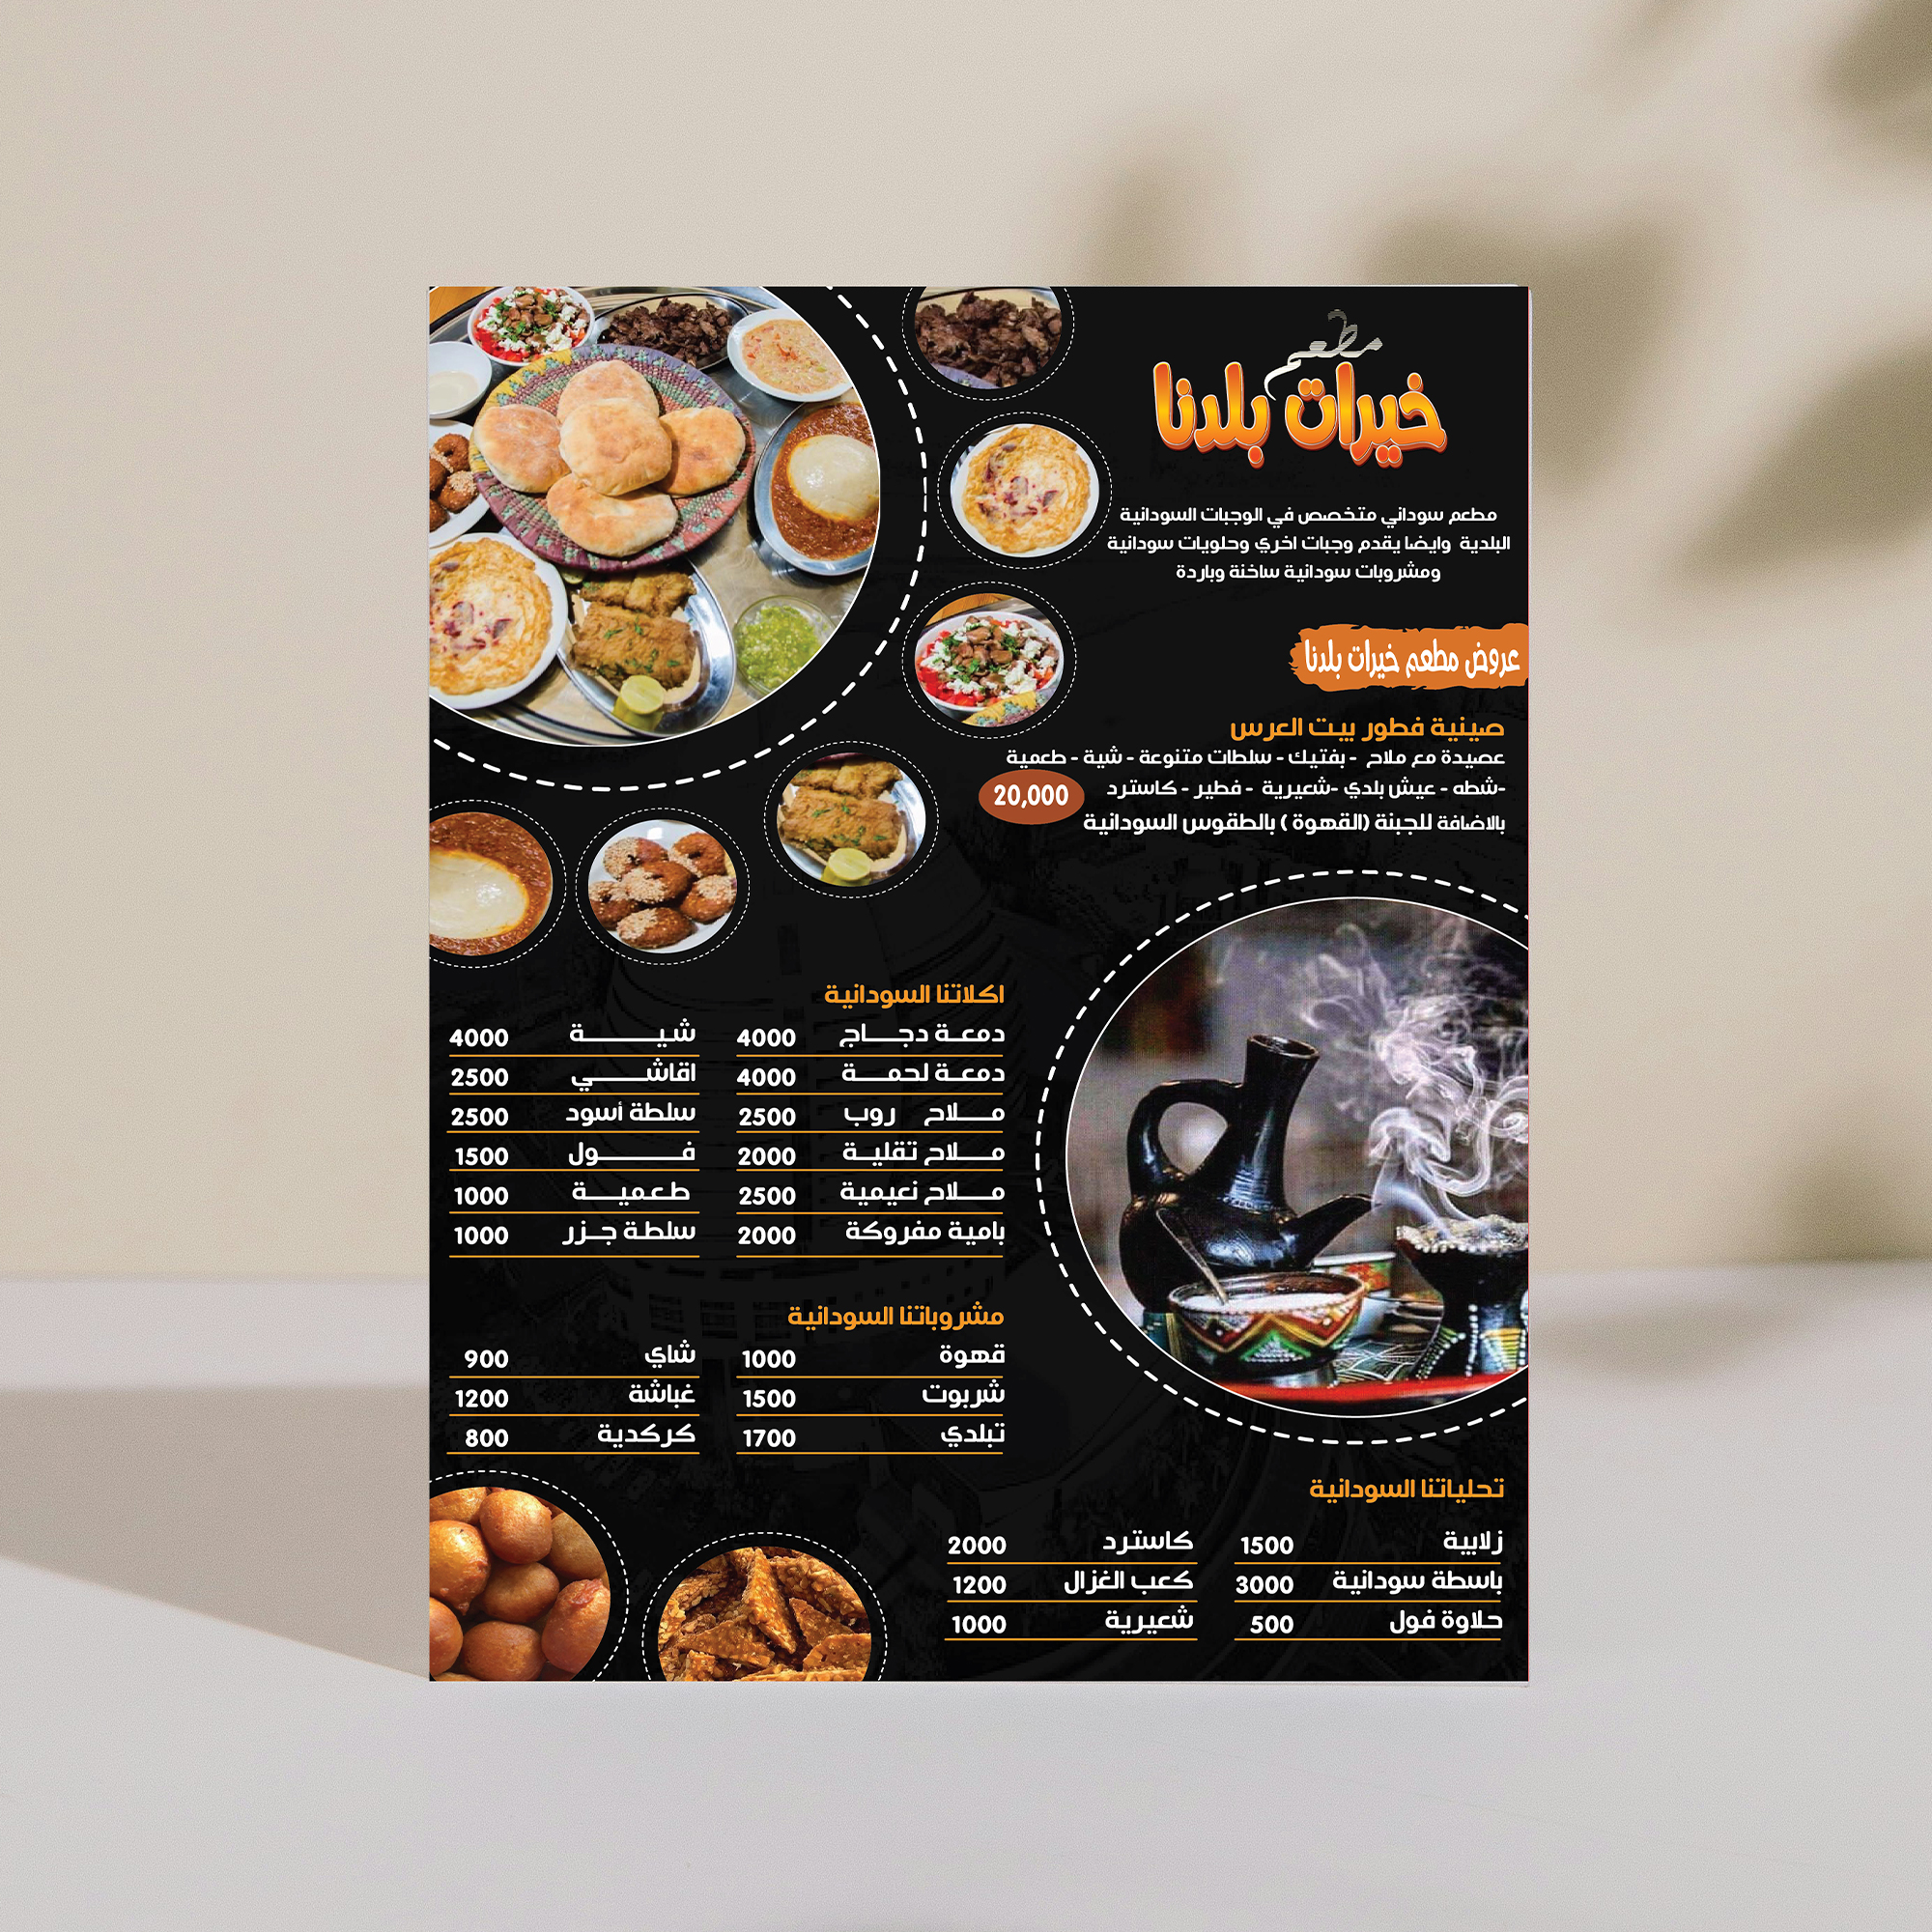 مطعم
خيرات بلدنا
مطعم سوداني متخصص في الوجبات السودانية
البلدية وايضا يقدم وجبات اخري وحلويات سودانية
ومشروبات سودانية ساخنة وباردة
عروض مطعم خيرات بلدنا
صينية فطور بيت العرس
عصيدة مع ملاح - بفتيك - سلطات متنوعة - شية - طعمية
-شطه - عيش بلدي -شعيرية - فطير - كاسترد
20,000
بالاضافة للجبنة (القهوة ) بالطقوس السودانية
اكلاتنا السودانية
دمعة دجاج 4000 شية 4000
دمعة لحمة 4000 اقاشي 2500
ملاح روب 2500 سلطة أسود 2500
ملاح تقلية 2000 فول 1500
ملاح نعيمية 2500 طعمية 1000
بامية مفروكة 2000 سلطة جزر 1000
مشروباتنا السودانية
قهوة 1000 شاي 900
شربوت 1500 غباشة 1200
تبلدي 1700 كركدية 800
تحلياتنا السودانية
زلابية 1500 كاسترد 2000
باسطة سودانية 3000 كعب الغزال 1200
حلاوة فول 500 شعيرية 1000